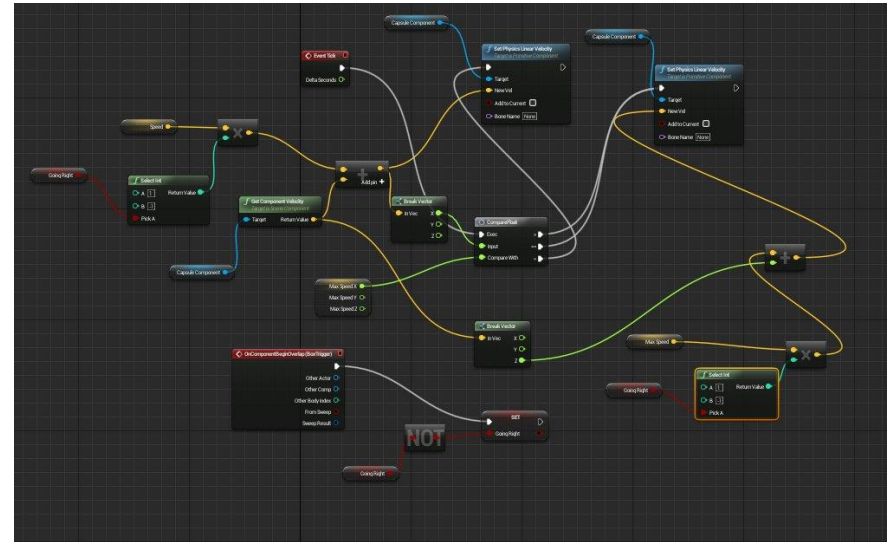 Capsule Component
Set Physics Linear Velocity
Target is Primitive Component
Target
New Vel
Add to Current
Bone Name None
Capsule Component
Set Physics Linear Velocity
Target is Primitive Component
Target
New Vel
Add to Current
Bone Name None
Event Tick
Delta Seconds
Speed
Going Right
Select Int
A 1
Return Value
B -1
Pick A
Add pin +
Get Component Velocity
Target is Scene Component
Target
Return Value
Capsule Component
Break Vector
In Vec
X
Y
Z
CompareFloat
Exec
>
Input
==
Compare With
<
Max Speed X
Max Speed Y
Max Speed Z
Break Vector
In Vec
X
Y
Z
OnComponentBeginOverlap (BoxTrigger)
Other Actor
Other Comp
Other Body Index
From Sweep
Sweep Result
NOT
Going Right
SET
Going Right
Max Speed
Going Right
Select Int
A 1
Return Value
B -1
Pick A